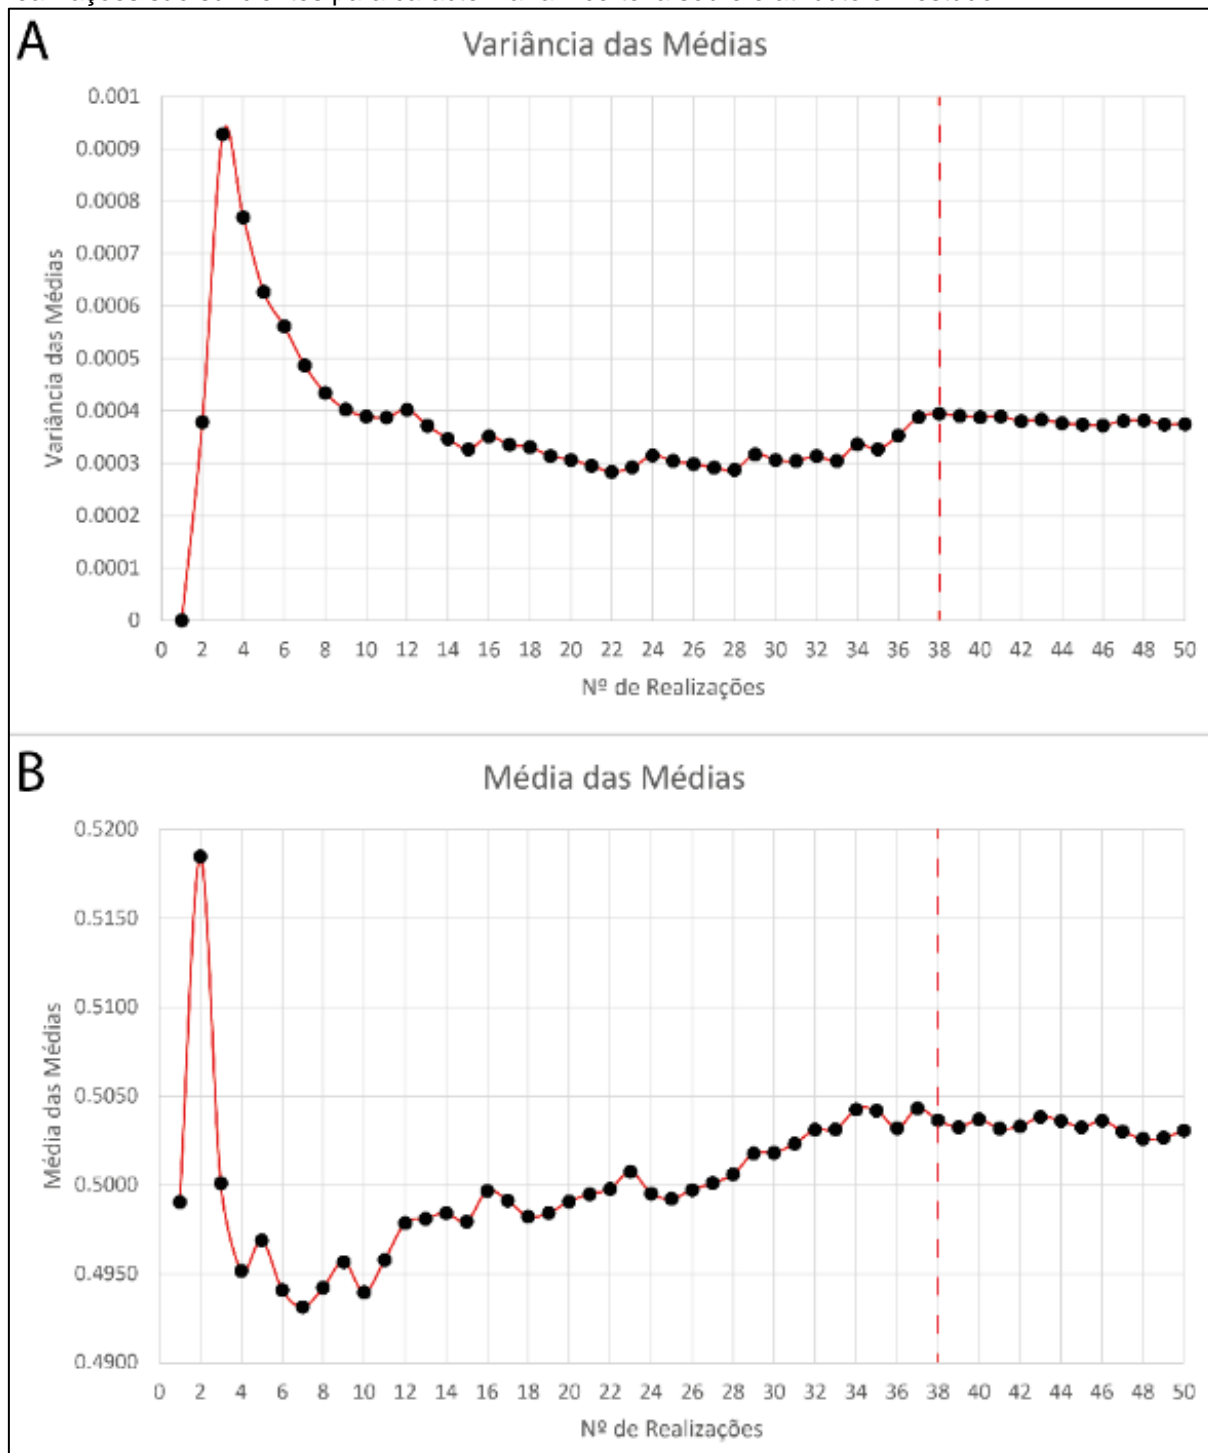 A
Variância das Médias
0.001
0.0009
0.0008
0.0007
0.0006
0.0005
0.0004
0.0003
0.0002
0.0001
0
Variância das Médias
0 2 4 6 8 10 12 14 16 18 20 22 24 26 28 30 32 34 36 38 40 42 44 46 48 50
Nº de Realizações
B
Média das Médias
0.5200
0.5150
0.5100
0.5050
0.5000
0.4950
0.4900
Média das Médias
0 2 4 6 8 10 12 14 16 18 20 22 24 26 28 30 32 34 36 38 40 42 44 46 48 50
Nº de Realizações